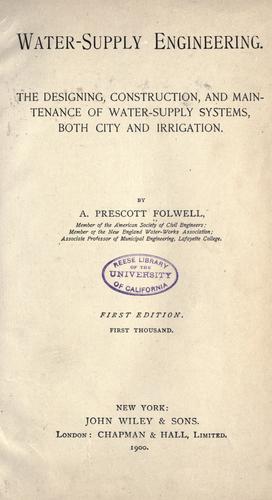 WATER-SUPPLY ENGINEERING.
THE DESIGNING, CONSTRUCTION, AND MAIN-
TENANCE OF WATER-SUPPLY SYSTEMS,
BOTH CITY AND IRRIGATION.
BY
A. PRESCOTT FOLWELL,
Member of the American Society of Civil Engineers;
Member of the New England Water-Works Association;
Associate Professor of Municipal Engineering, Lafayette College.
REESE LIBRARY
OF THE
UNIVERSITY
OF CALIFORNIA
FIRST EDITION.
FIRST THOUSAND.
NEW YORK:
JOHN WILEY & SONS.
LONDON: CHAPMAN & HALL, LIMITED.
1900.